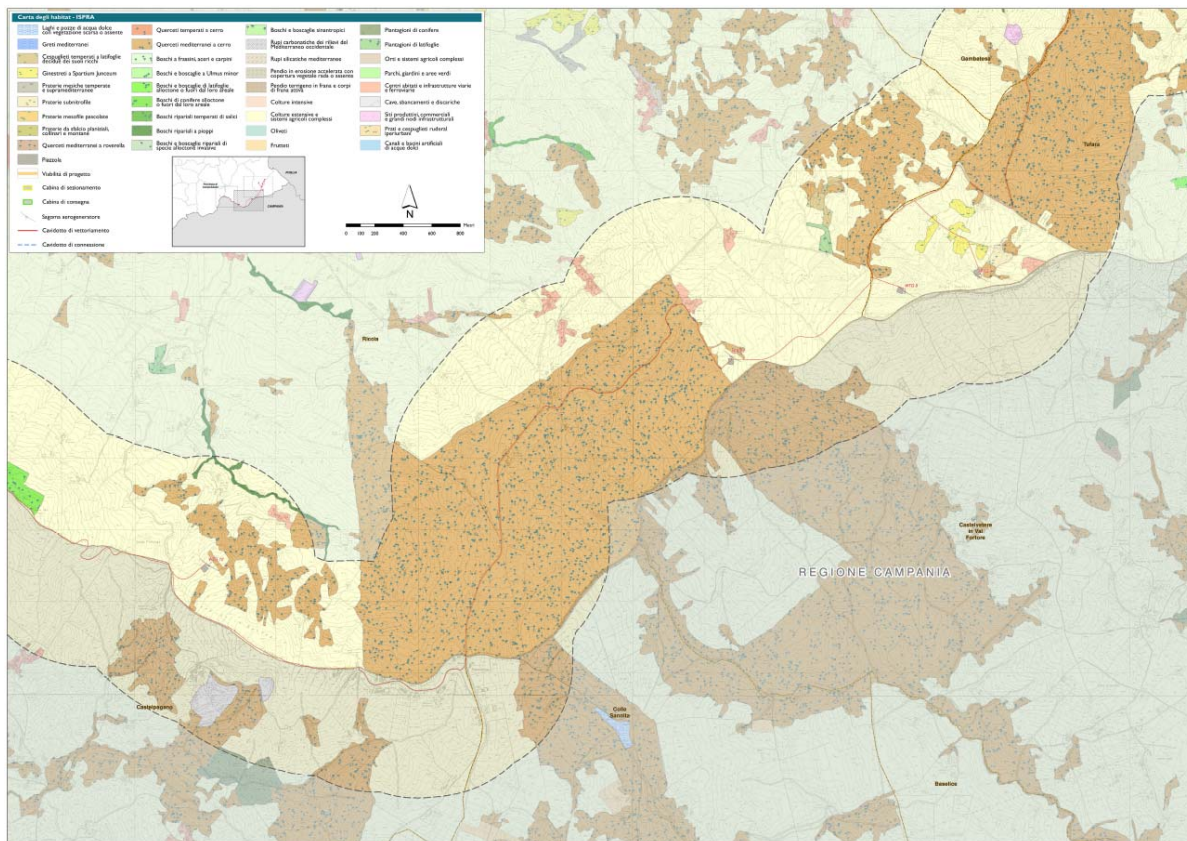 Carta degli habitat - ISPRA
Laghi e pozze di acqua dolce
con vegetazione scarsa o assente
Greti mediterranei
Cespuglieti temperati a latifoglie
decidue dei suoli ricchi
Ginestreti a Spartium junceum
Praterie mesiche temperate
e supramediterranee
Praterie subnitrofile
Praterie mesofile pascolate
Praterie da sfalcio planiziali,
collinari e montane
Querceti mediterranei a roverella
Piazzola
Viabilità di progetto
Cabina di sezionamento
Cabina di consegna
Sagoma aerogeneratore
Cavidotto di vettoriamento
Cavidotto di connessione
Querceti temperati a cerro
Querceti mediterranei a cerro
Boschi a frassini, aceri e carpini
Boschi e boscaglie a Ulmus minor
Boschi e boscaglie di latifoglie
alloctone o fuori dal loro areale
Boschi di conifere alloctone
o fuori dal loro areale
Boschi ripariali temperati di salici
Boschi ripariali a pioppi
Boschi e boscaglie ripariali di
specie alloctone invasive
Boschi e boscaglie sinantropici
Rupi carbonatiche dei rilievi del
Mediterraneo occidentale
Rupi silicatiche mediterranee
Pendio in erosione accelerata con
copertura vegetale rada o assente
Pendio terrigeno in frana e corpi
di frana attiva
Colture intensive
Colture estensive e
sistemi agricoli complessi
Oliveti
Frutteti
Piantagioni di conifere
Piantagioni di latifoglie
Orti e sistemi agricoli complessi
Parchi, giardini e aree verdi
Centri abitati e infrastrutture viarie
e ferroviarie
Cave, sbancamenti e discariche
Siti produttivi, commerciali
e grandi nodi infrastrutturali
Prati e cespuglieti ruderali
periurbani
Canali e bacini artificiali
di acque dolci
PUGLIA
CAMPANIA
N
0 100 200 400 600 800
Metri
Gambatesa
Tufara
Riccia
Castelvetere
in Val
Fortore
REGIONE CAMPANIA
Castelpagano
Colle
Sannita
Baselice